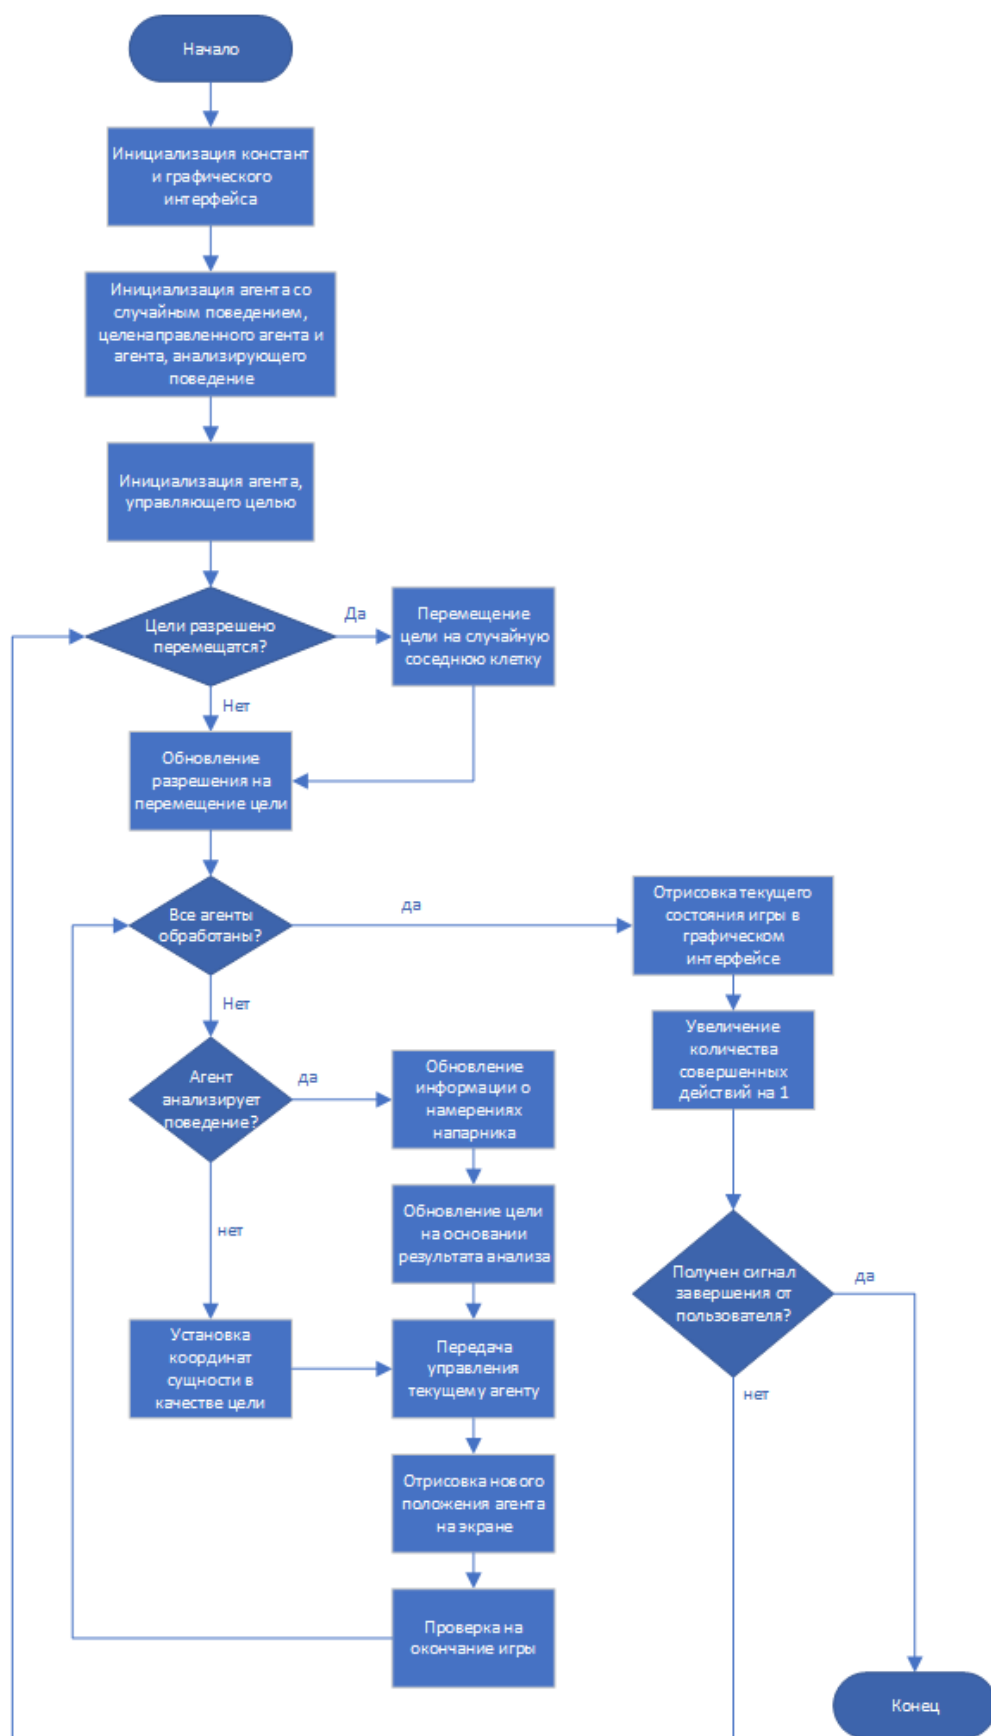 Начало
Инициализация констант
и графического
интерфейса
Инициализация агента со
случайным поведением,
целенаправленного агента и
агента, анализирующего
поведение
Инициализация агента,
управляющего целью
Цели разрешено
перемещатся?
Да
Перемещение
цели на случайную
соседнюю клетку
Нет
Обновление
разрешения на
перемещение цели
Все агенты
обработаны?
да
Отрисовка текущего
состояния игры в
графическом
интерфейсе
Нет
Увеличение
количества
совершенных
действий на 1
Агент
анализирует
поведение?
да
Обновление
информации о
намерениях
напарника
нет
Обновление цели
на основании
результата анализа
Получен сигнал
завершения от
пользователя?
да
нет
Установка
координат
сущности в
качестве цели
Передача
управления
текущему агенту
Отрисовка нового
положения агента
на экране
Проверка на
окончание игры
Конец